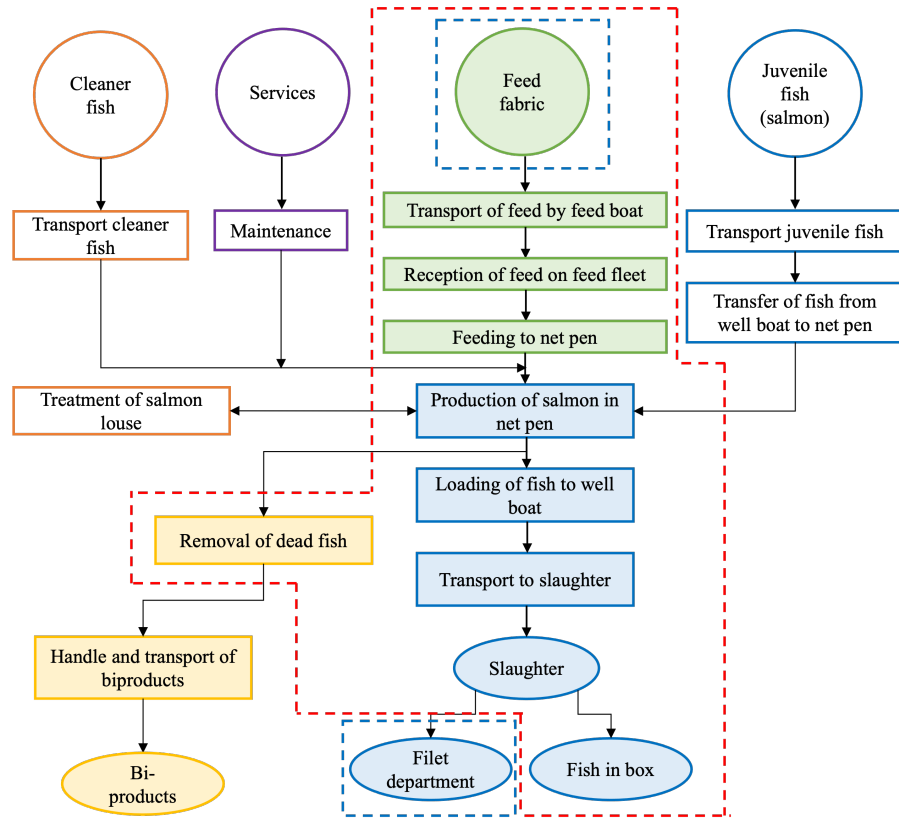 Cleaner
fish
Services
Feed
fabric
Juvenile
fish
(salmon)
Transport cleaner
fish
Maintenance
Transport of feed by feed boat
Transport juvenile fish
Reception of feed on feed fleet
Transfer of fish from
well boat to net pen
Feeding to net pen
Treatment of salmon
louse
Production of salmon in
net pen
Loading of fish to well
boat
Removal of dead fish
Transport to slaughter
Handle and transport of
biproducts
Slaughter
Bi-
products
Filet
department
Fish in box